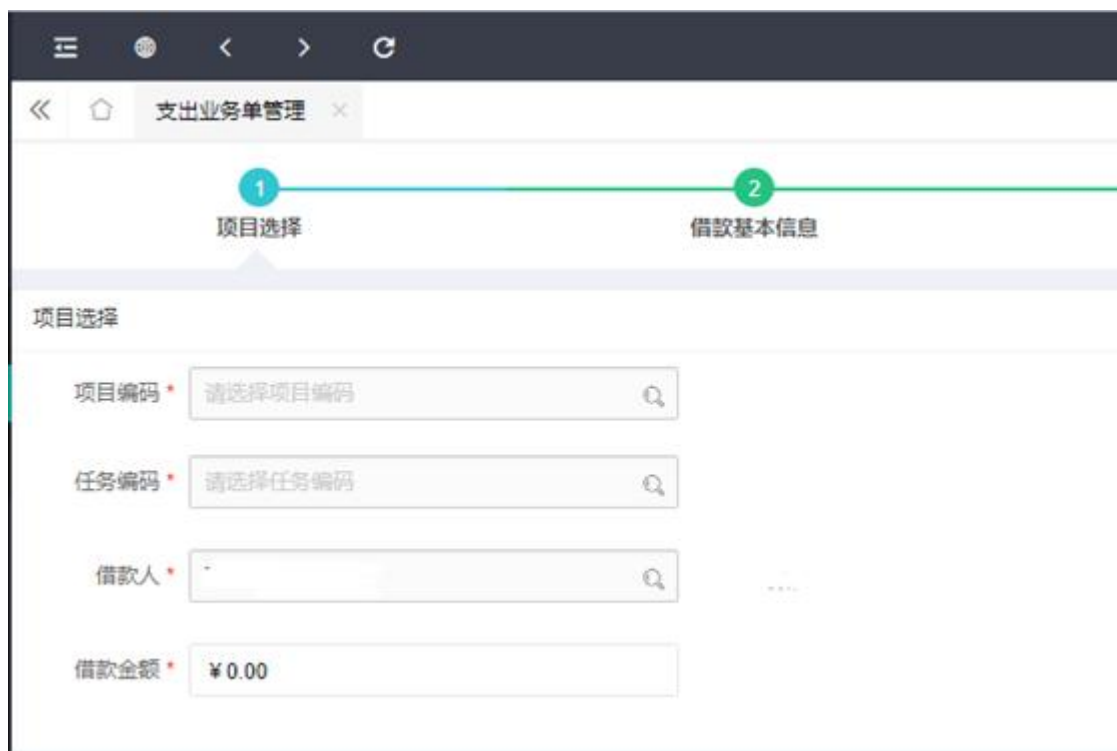 支出业务单管理
1
2
项目选择
借款基本信息
项目选择
项目编码 * 请选择项目编码
任务编码 * 请选择任务编码
借款人 *
借款金额 * ￥0.00